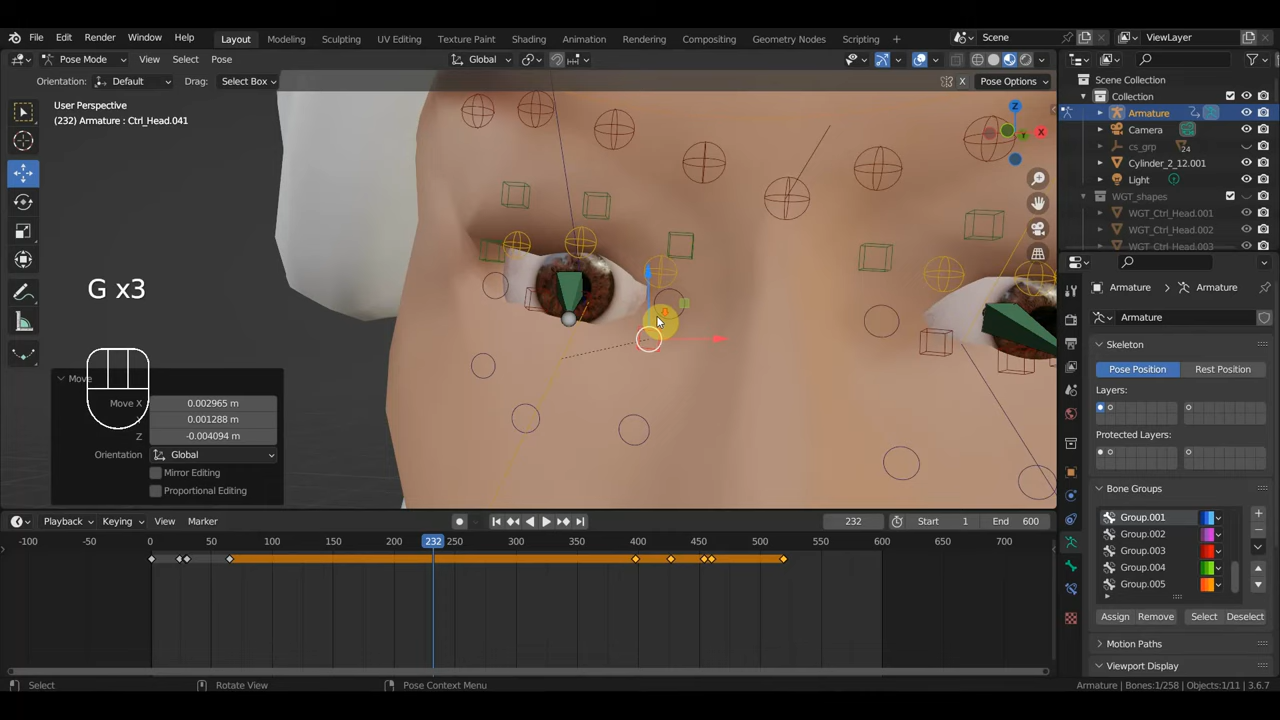 File Edit Render Window Help Layout Modeling Sculpting UV Editing Texture Paint Shading Animation Rendering Compositing Geometry Nodes Scripting + Scene ViewLayer
Pose Mode View Select Pose Global
Orientation: Default Drag: Select Box X Pose Options
User Perspective
(232) Armature : Ctrl_Head.041
Z
X
Y
G x3
Move
Move X 0.002965 m
Y 0.001288 m
Z -0.004094 m
Orientation Global
Mirror Editing
Proportional Editing
Scene Collection
Collection
Armature
Camera
cs_grp 24
Cylinder_2_12.001
Light
WGT_shapes
WGT_Ctrl_Head.001
WGT_Ctrl_Head.002
WGT_Ctrl_Head.003
Armature Armature
Armature
Skeleton
Pose Position Rest Position
Layers:
Protected Layers:
Bone Groups
Group.001
Group.002
Group.003
Group.004
Group.005
Assign Remove Select Deselect
Motion Paths
Viewport Display
Playback Keying View Marker 232 Start 1 End 600
-100 -50 0 50 100 150 200 232 250 300 350 400 450 500 550 600 650 700
Select Rotate View Pose Context Menu Armature | Bones:1/258 | Objects:1/11 | 3.6.7